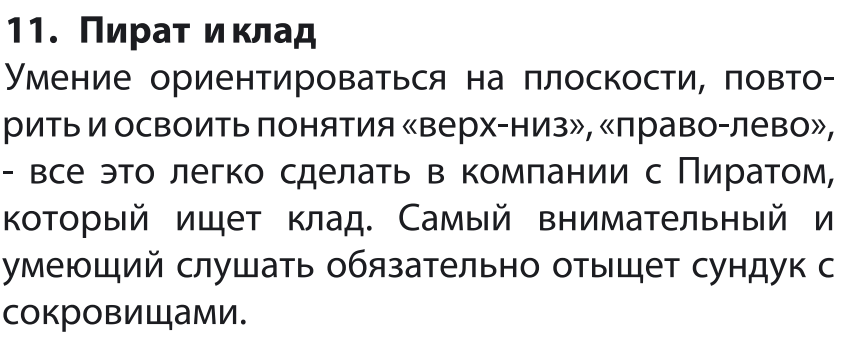 11. Пират и клад
Умение ориентироваться на плоскости, повто-
рить и освоить понятия «верх-низ», «право-лево»,
- все это легко сделать в компании с Пиратом,
который ищет клад. Самый внимательный и
умеющий слушать обязательно отыщет сундук с
сокровищами.